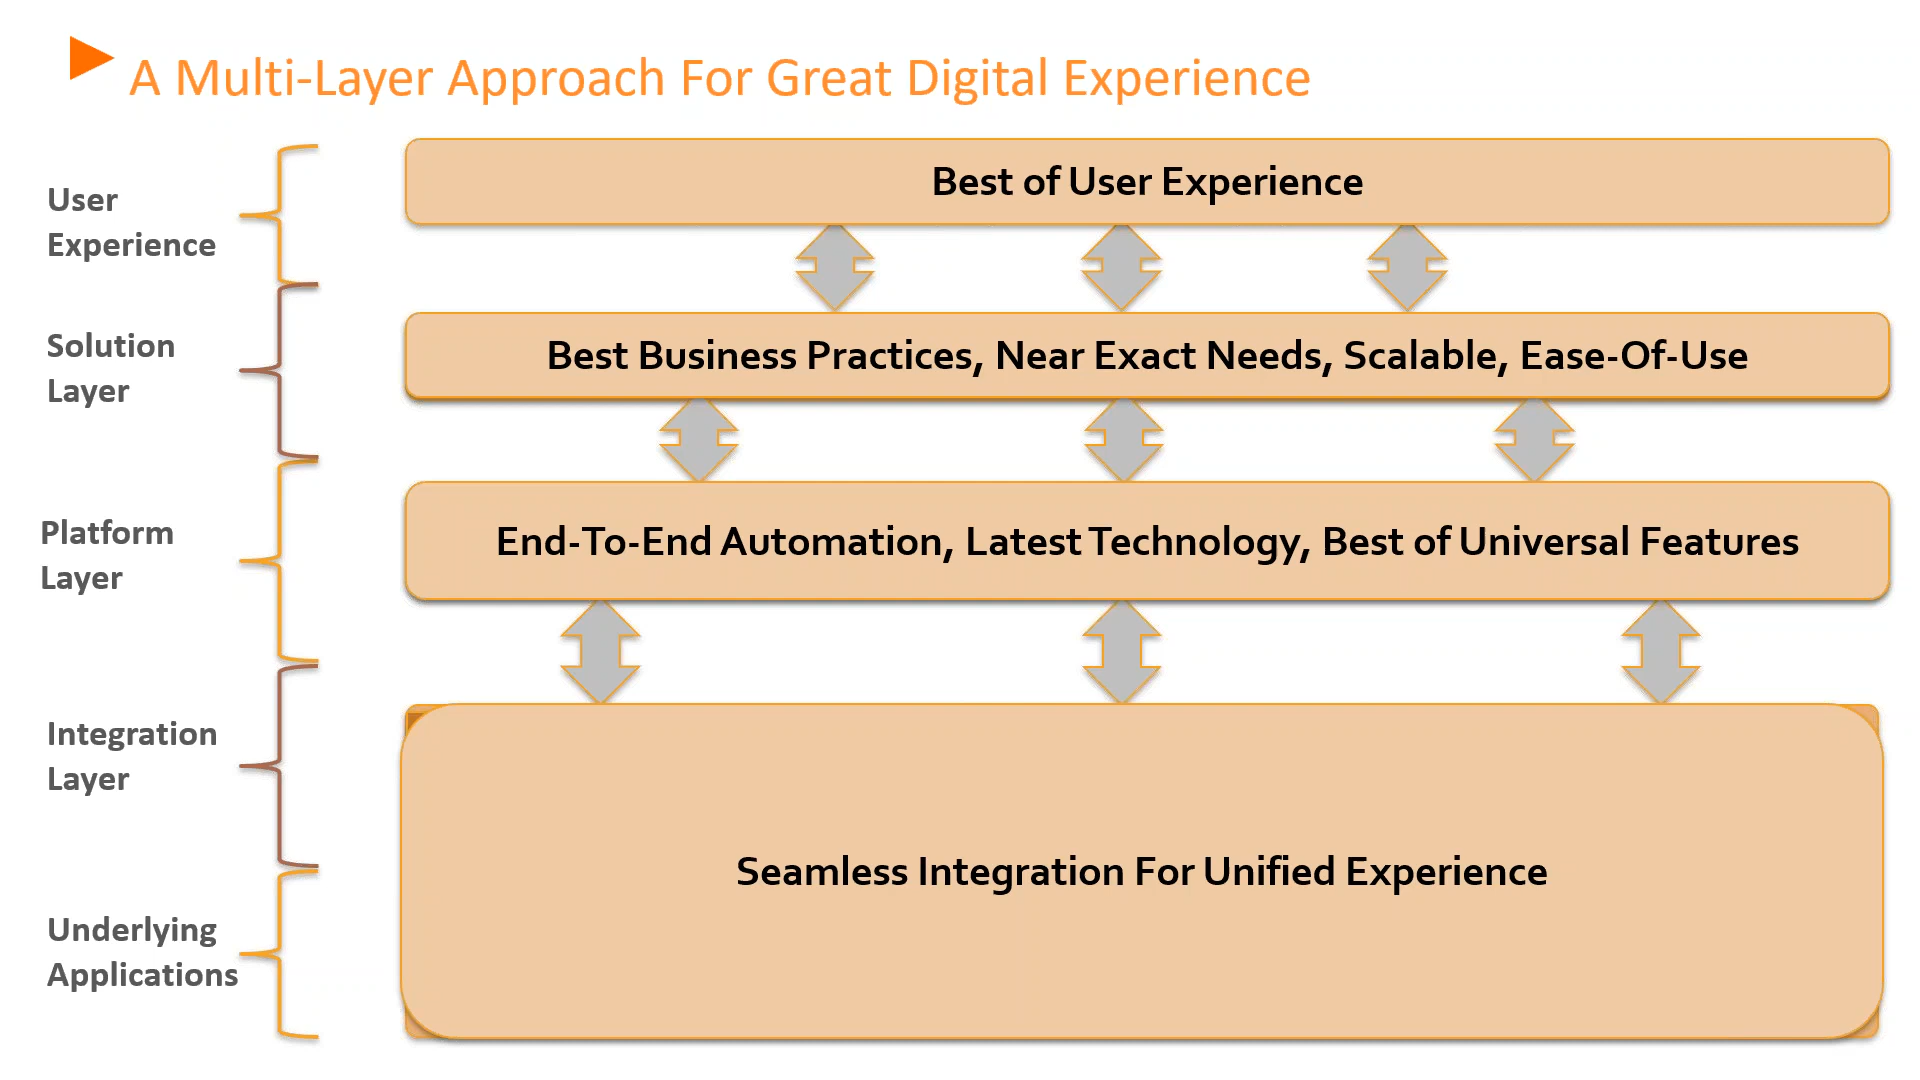 A Multi-Layer Approach For Great Digital Experience
User
Experience
Best of User Experience
Solution
Layer
Best Business Practices, Near Exact Needs, Scalable, Ease-Of-Use
Platform
Layer
End-To-End Automation, Latest Technology, Best of Universal Features
Integration
Layer
Seamless Integration For Unified Experience
Underlying
Applications